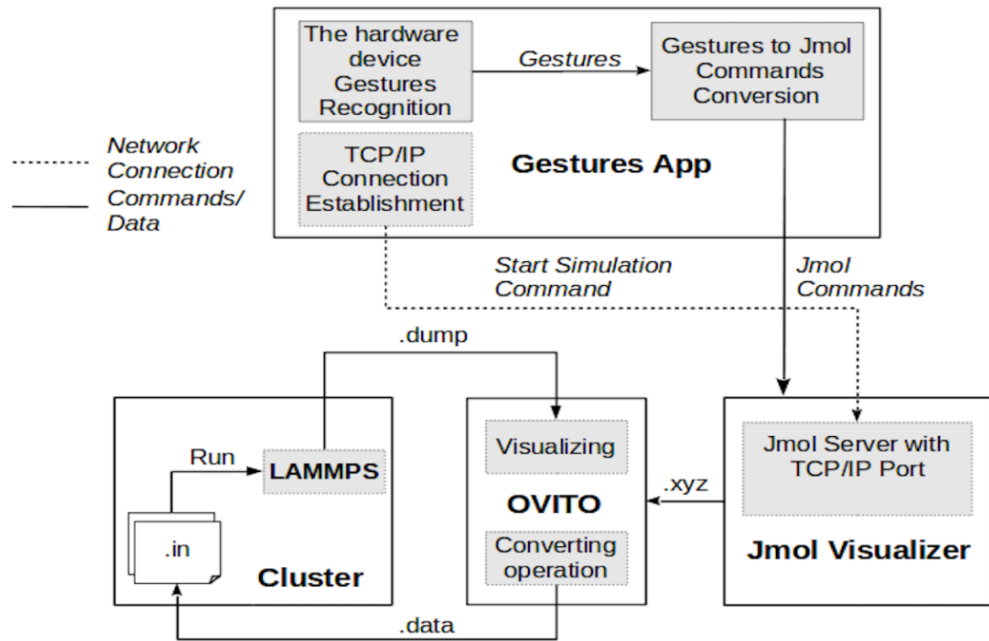 The hardware
device
Gestures
Recognition
Gestures
Gestures to Jmol
Commands
Conversion
TCP/IP
Connection
Establishment
Gestures App
Network
Connection
Commands/
Data
Start Simulation
Command
Jmol
Commands
.dump
Run
LAMMPS
.in
Cluster
Visualizing
OVITO
Converting
operation
.xyz
Jmol Server with
TCP/IP Port
Jmol Visualizer
.data